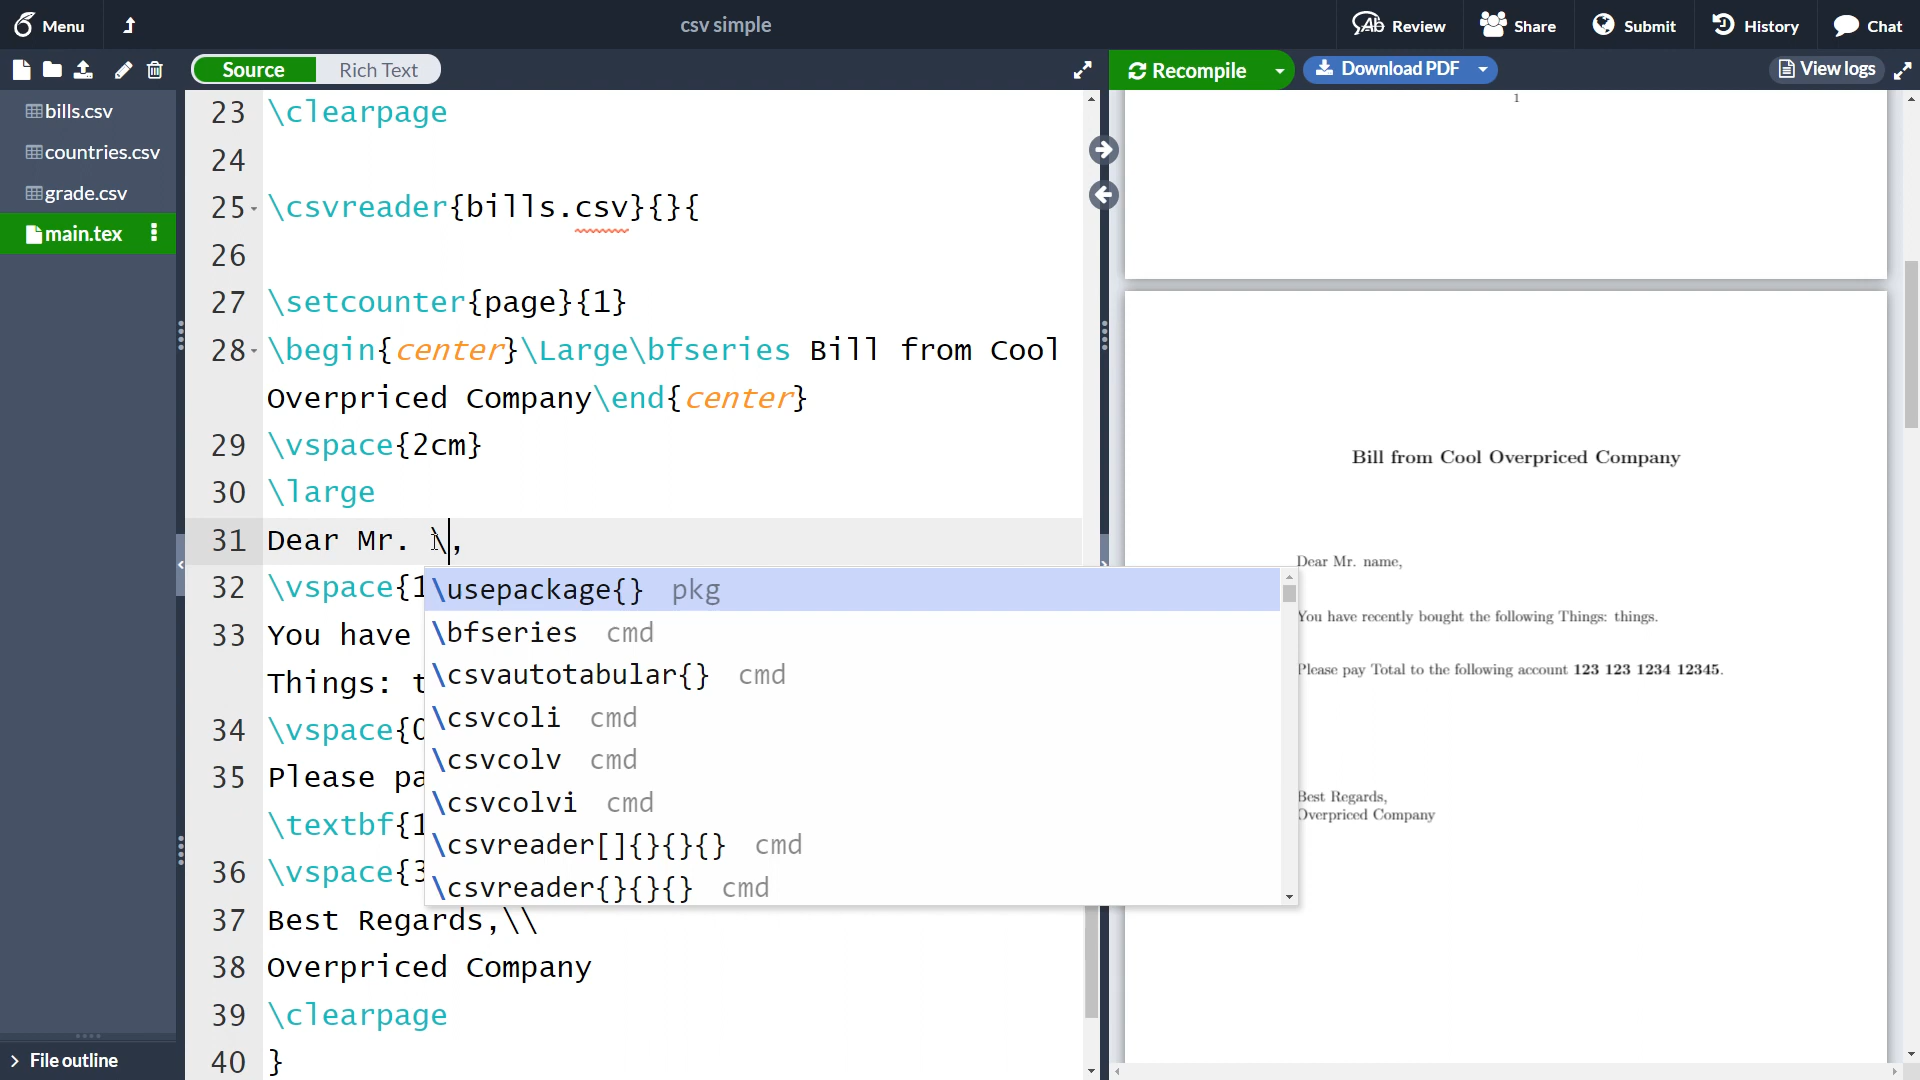 Menu
csv simple
Review
Share
Submit
History
Chat
Source
Rich Text
Recompile
Download PDF
View logs
bills.csv
countries.csv
grade.csv
main.tex
File outline
23 \clearpage
24
25 \csvreader{bills.csv}{}{
26
27 \setcounter{page}{1}
28 \begin{center}\Large\bfseries Bill from Cool
Overpriced Company\end{center}
29 \vspace{2cm}
30 \large
31 Dear Mr. \,
32 \vspace{1
33 You have
Things: t
34 \vspace{0
35 Please pa
\textbf{1
36 \vspace{3
37 Best Regards,\\
38 Overpriced Company
39 \clearpage
40 }
\usepackage{} pkg
\bfseries cmd
\csvautotabular{} cmd
\csvcoli cmd
\csvcolv cmd
\csvcolvi cmd
\csvreader[]{}{}{} cmd
\csvreader{}{}{} cmd
1
Bill from Cool Overpriced Company
Dear Mr. name,
You have recently bought the following Things: things.
Please pay Total to the following account 123 123 1234 12345.
Best Regards,
Overpriced Company